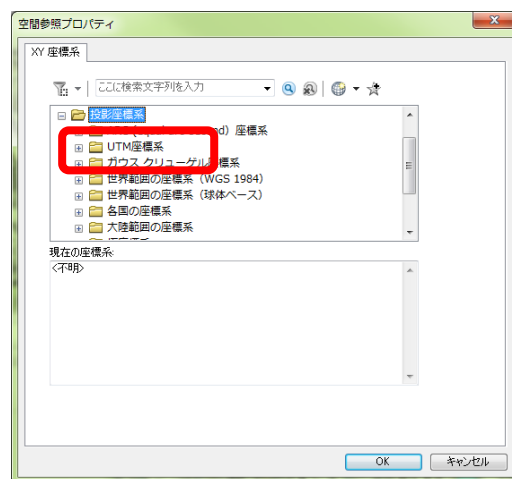 空間参照プロパティ
XY 座標系
ここに検索文字列を入力
投影座標系
d）座標系
UTM座標系
ガウス クリューゲル 標系
世界範囲の座標系（WGS 1984)
世界範囲の座標系（球体ベース）
各国の座標系
大陸範囲の座標系
現在の座標系:
<不明>
OK キャンセル